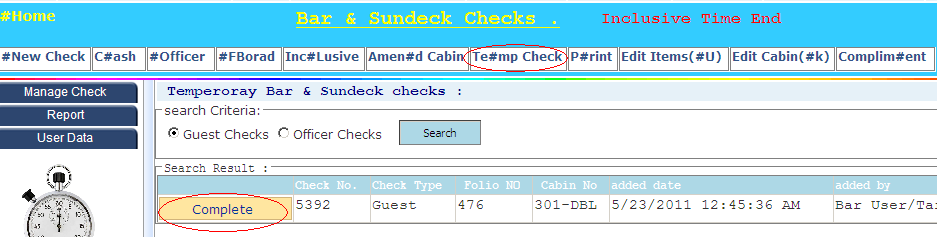 #Home Bar & Sundeck Checks . Inclusive Time End
#New Check C#ash #Officer #FBorad Inc#Lusive Amen#d Cabin Te#mp Check P#rint Edit Items(#U) Edit Cabin(#k) Complim#ent
Manage Check
Report
User Data
Temperoray Bar & Sundeck checks :
search Criteria:
Guest Checks Officer Checks Search
Search Result :
Check No. Check Type Folio NO Cabin No added date added by
Complete 5392 Guest 476 301-DBL 5/23/2011 12:45:36 AM Bar User/